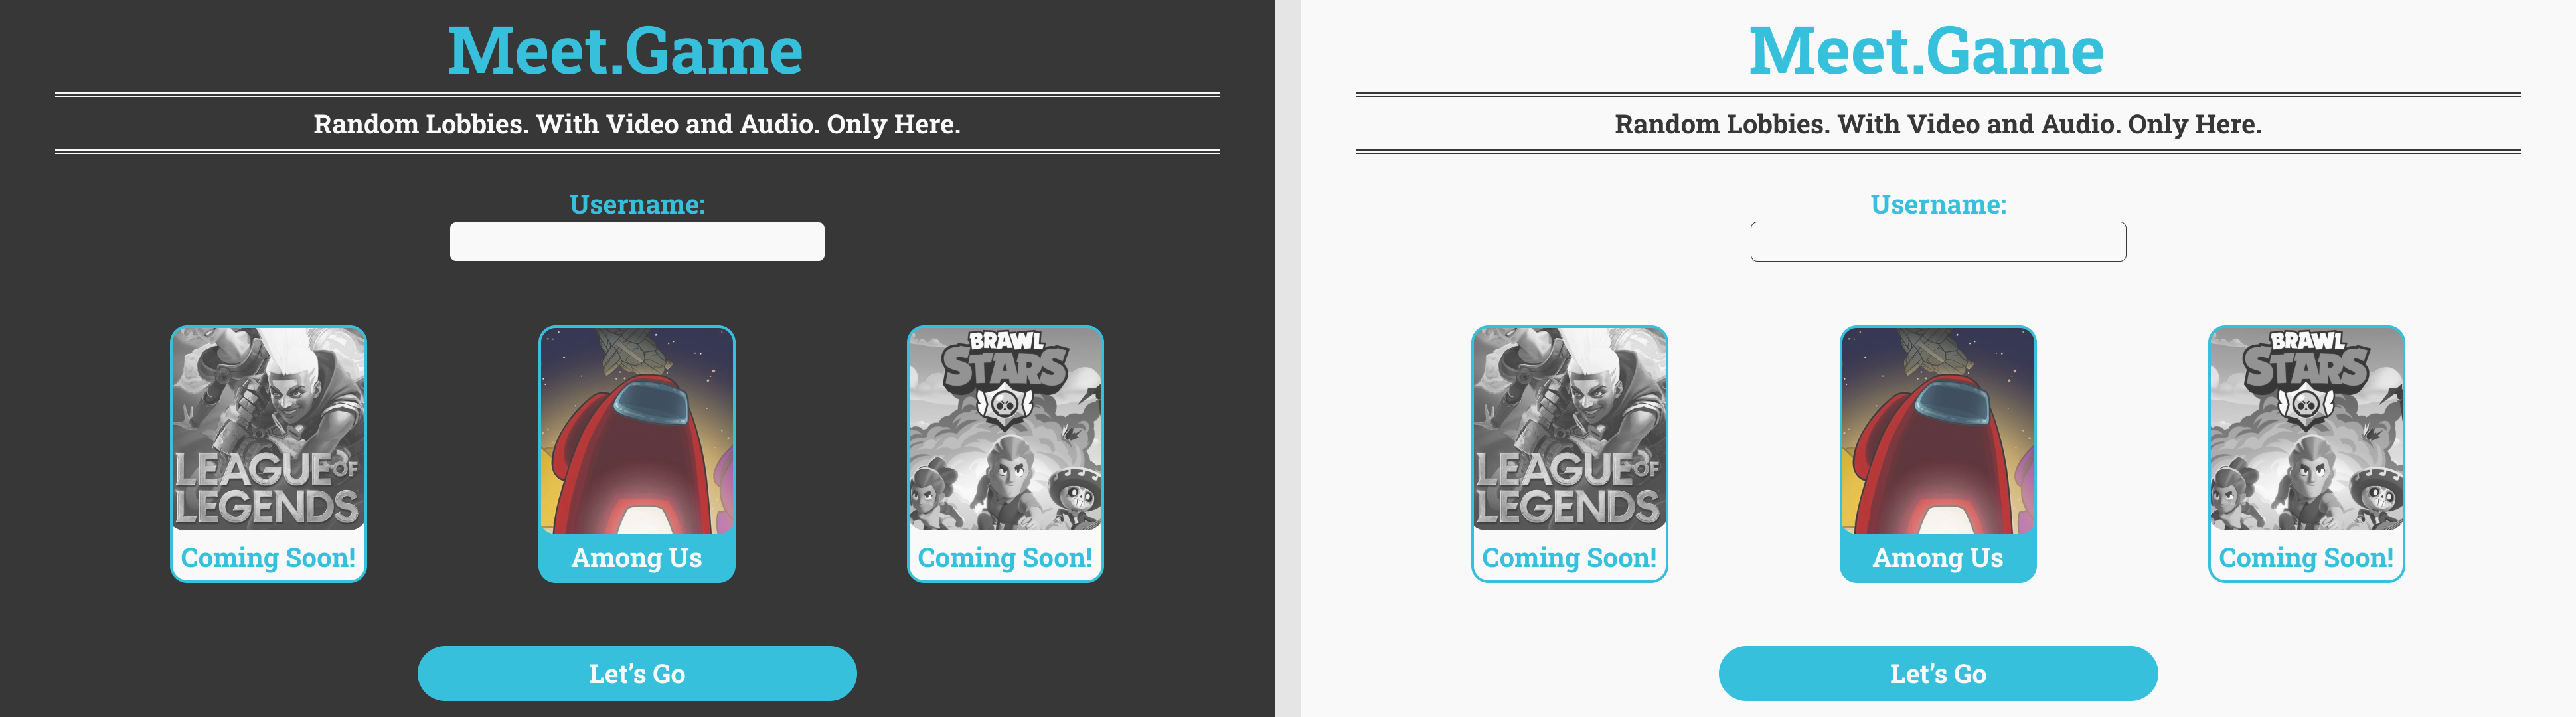 Meet.Game
Random Lobbies. With Video and Audio. Only Here.
Username:
LEAGUE OF
LEGENDS
Coming Soon!
Among Us
BRAWL
STARS
Coming Soon!
Let's Go
Meet.Game
Random Lobbies. With Video and Audio. Only Here.
Username:
LEAGUE OF
LEGENDS
Coming Soon!
Among Us
BRAWL
STARS
Coming Soon!
Let's Go